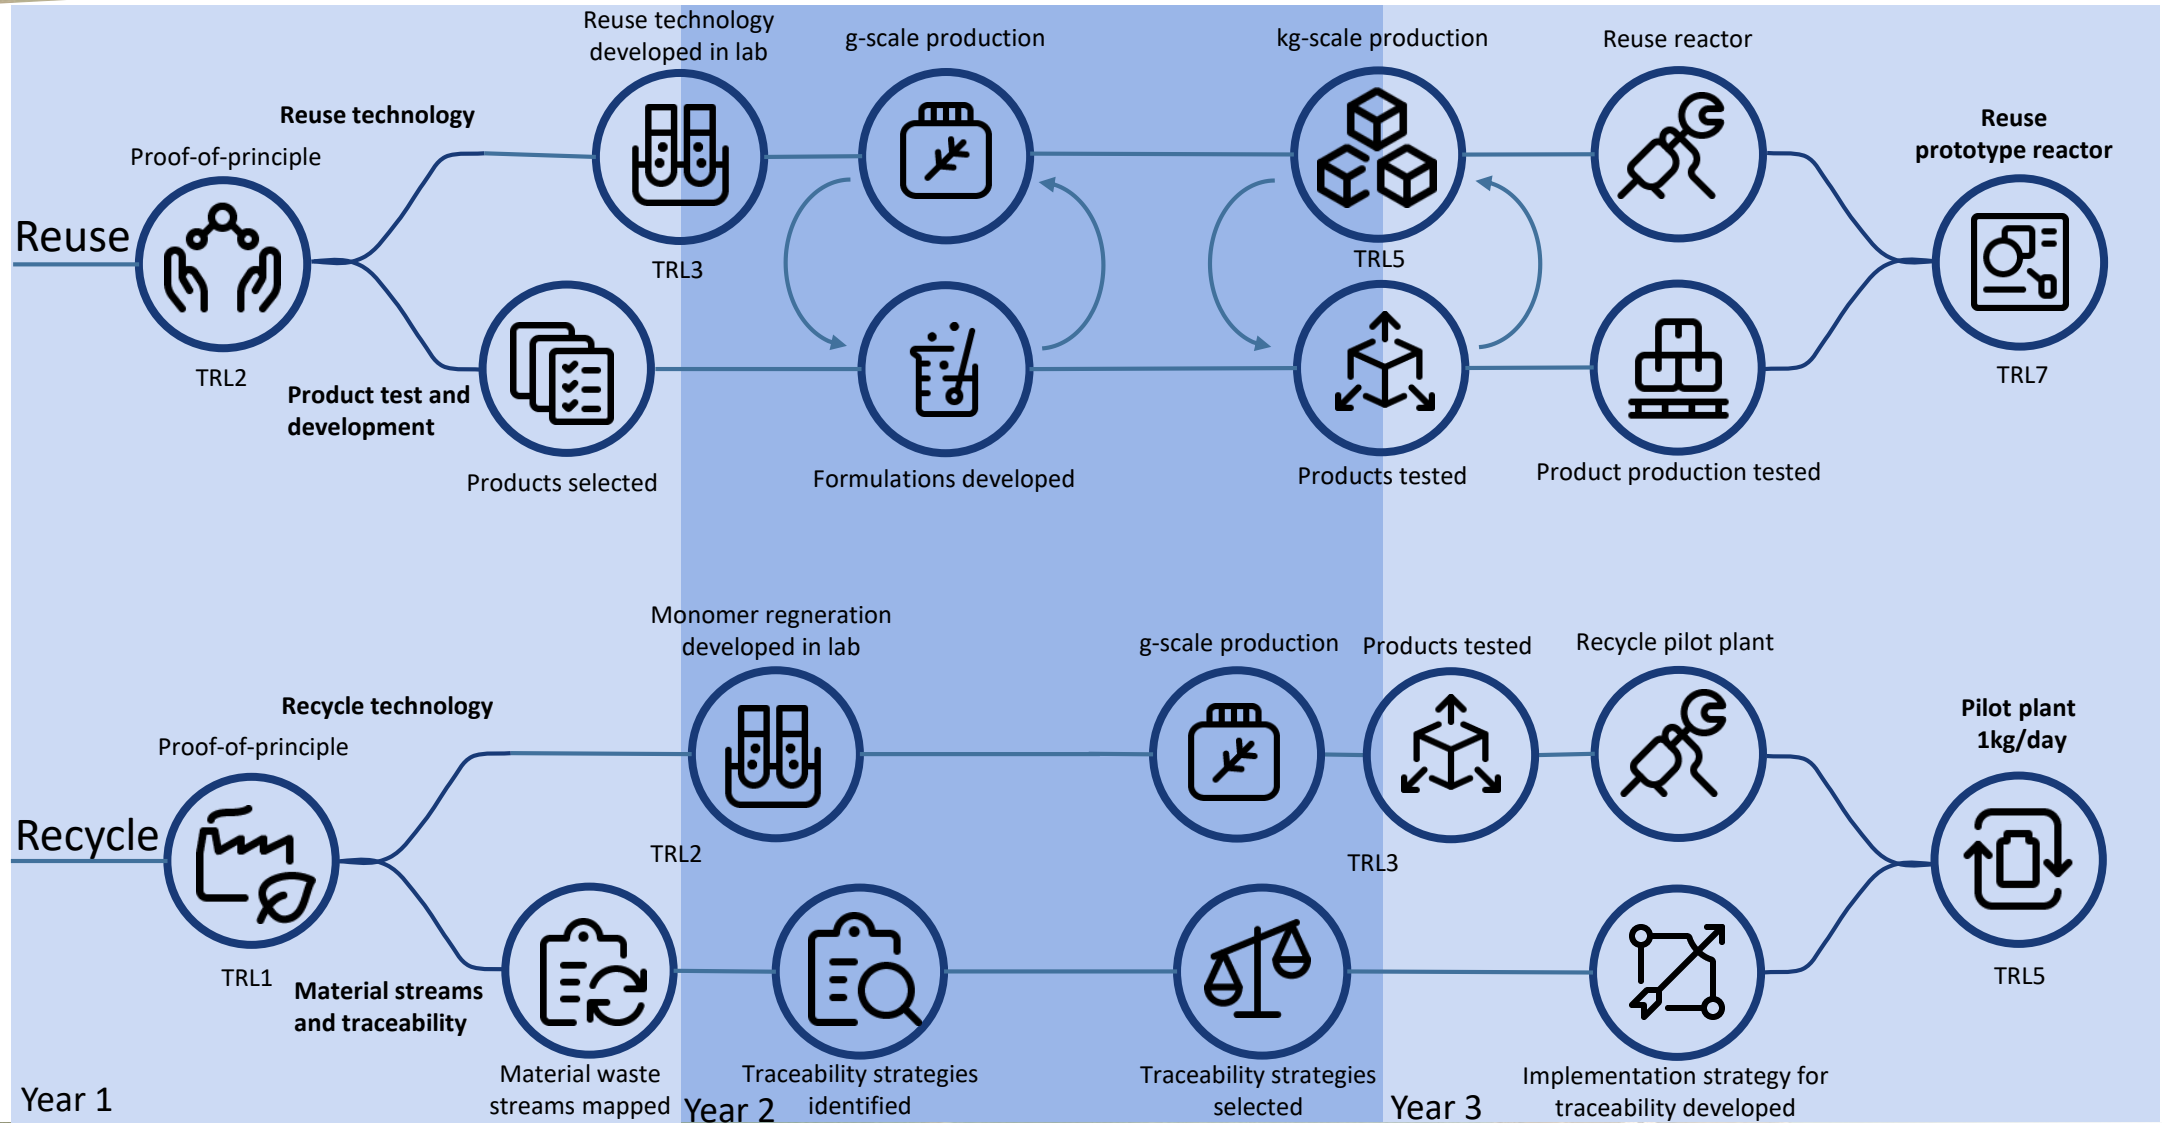 Reuse technology
developed in lab
g-scale production
kg-scale production
Reuse reactor
Reuse technology
Reuse
prototype reactor
Proof-of-principle
Reuse
TRL3
TRL5
TRL2
TRL7
Product test and
development
Products selected
Formulations developed
Products tested
Product production tested
Monomer regneration
developed in lab
g-scale production
Products tested
Recycle pilot plant
Recycle technology
Pilot plant
1kg/day
Proof-of-principle
Recycle
TRL2
TRL3
TRL1
TRL5
Material streams
and traceability
Material waste
streams mapped
Traceability strategies
identified
Traceability strategies
selected
Implementation strategy for
traceability developed
Year 1
Year 2
Year 3